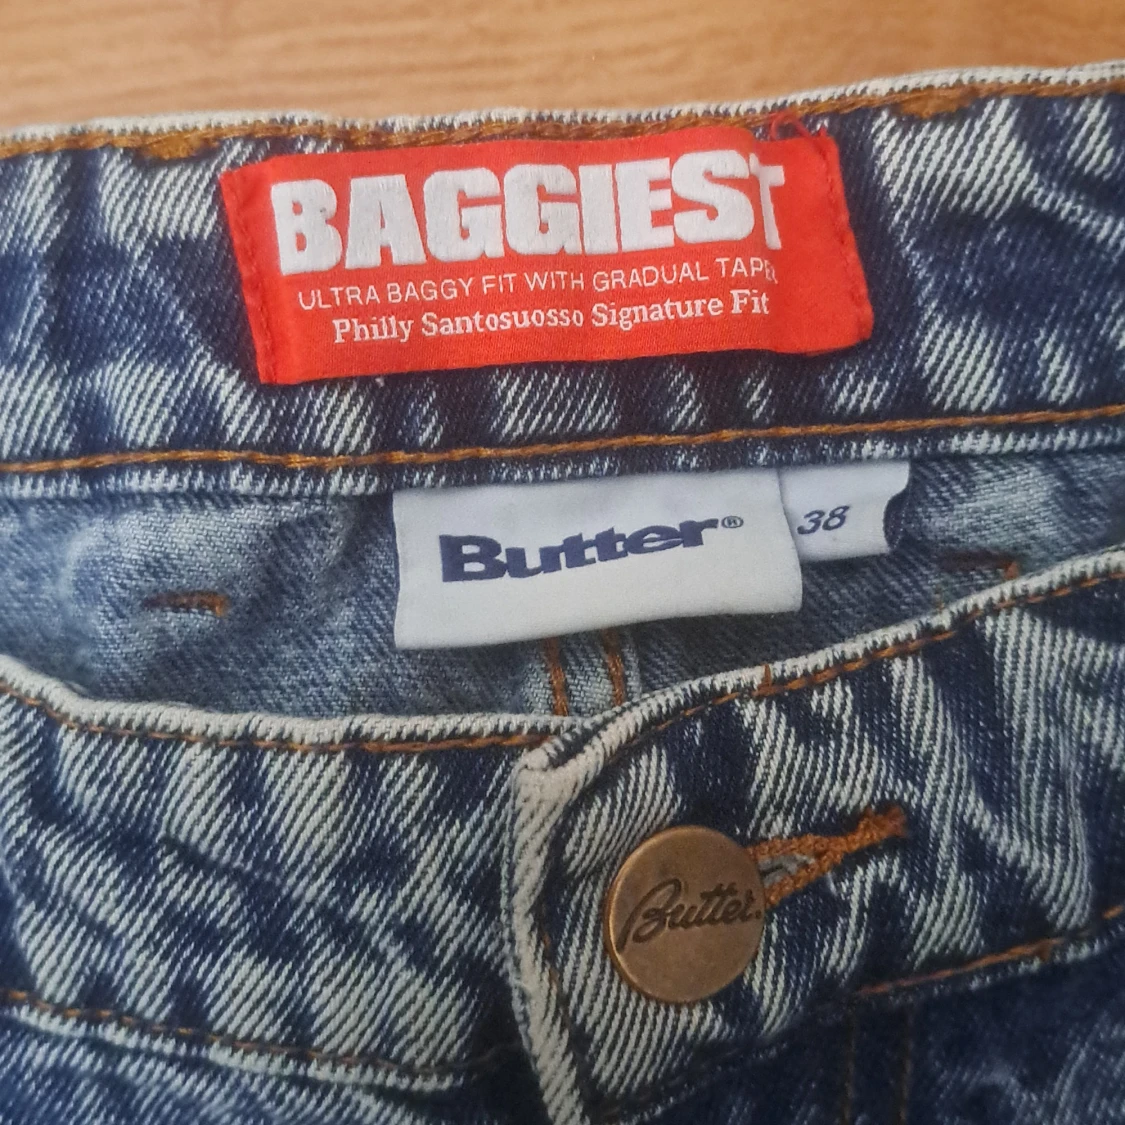 BAGGIEST
ULTRA BAGGY FIT WITH GRADUAL TAPER
Philly Santosuosso Signature Fit
Butter®
38
Butter.